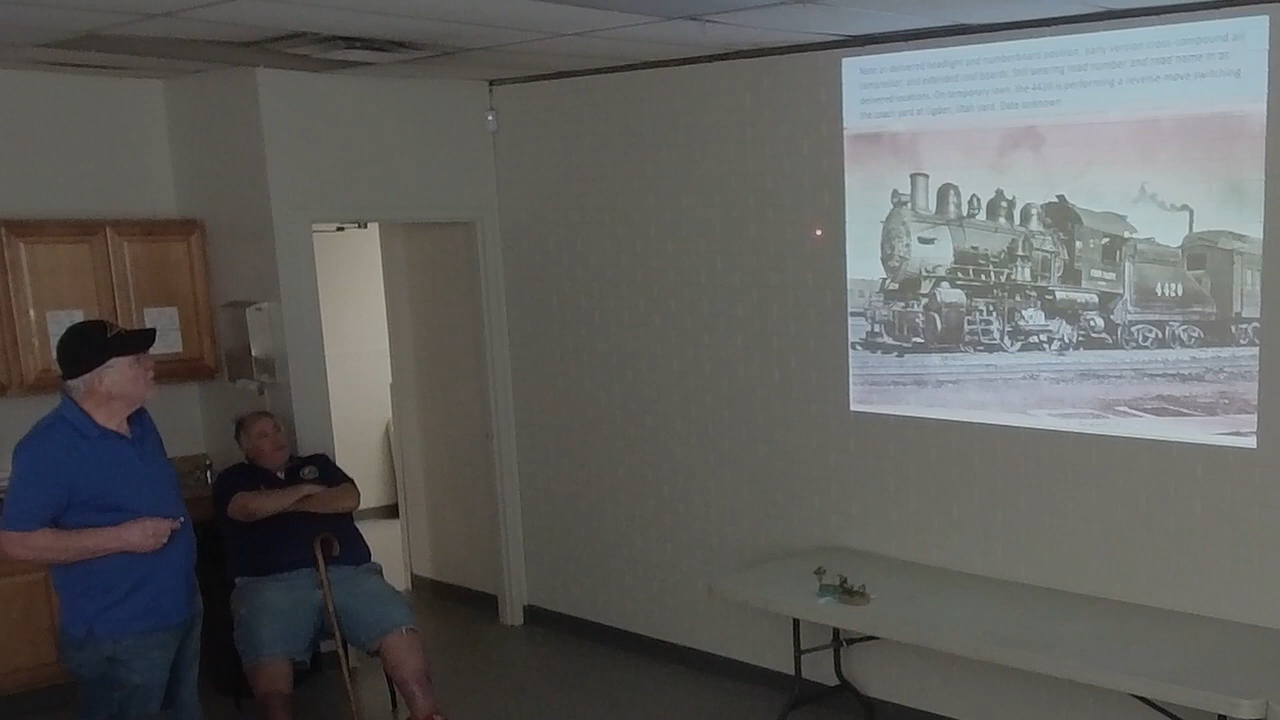 Note as delivered headlight and numberboard position, early version cross-compound air
compressor and extended coal boards. Still wearing road number and road name in as
delivered locations. On temporary loan, the 4420 is performing a reverse move switching
the coach yard at Ogden, Utah yard. Date unknown.
4420